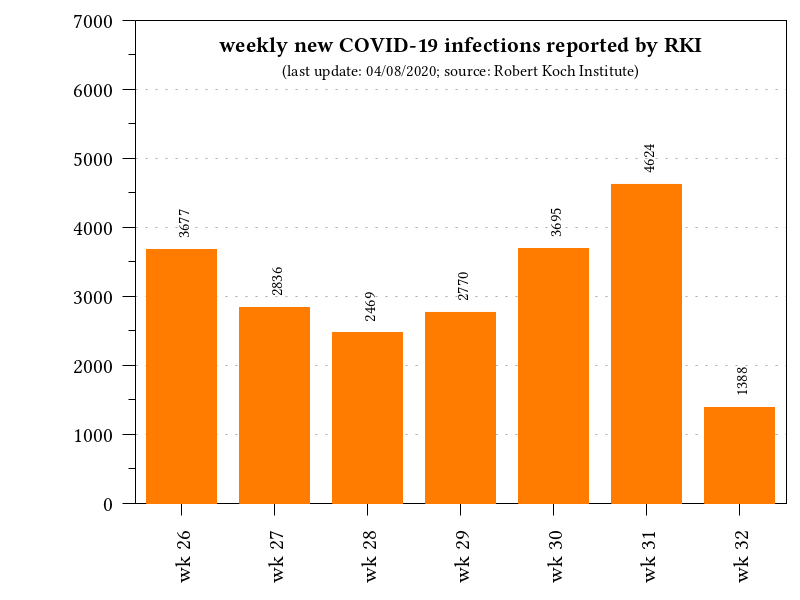 weekly new COVID-19 infections reported by RKI
(last update: 04/08/2020; source: Robert Koch Institute)
7000
6000
5000
4000
3000
2000
1000
0
3677
2836
2469
2770
3695
4624
1388
wk 26
wk 27
wk 28
wk 29
wk 30
wk 31
wk 32